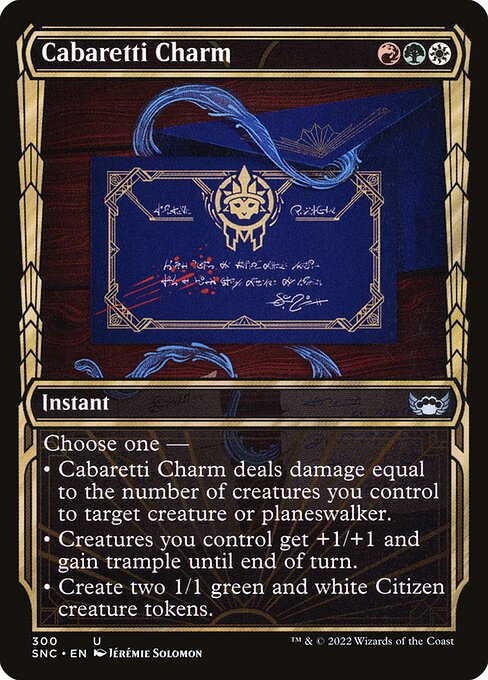 Cabaretti Charm
Instant
Choose one —
• Cabaretti Charm deals damage equal
to the number of creatures you control
to target creature or planeswalker.
• Creatures you control get +1/+1 and
gain trample until end of turn.
• Create two 1/1 green and white Citizen
creature tokens.
300 U
SNC • EN JÉRÉMIE SOLOMON
™ & © 2022 Wizards of the Coast